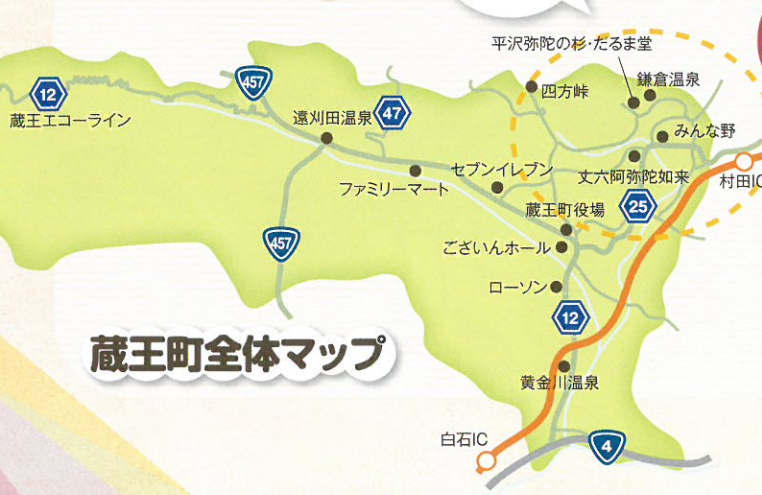 平沢弥陀の杉・だるま堂
457
12
四方峠
鎌倉温泉
蔵王エコーライン
遠刈田温泉
47
みんな野
セブンイレブン
丈六阿弥陀如来
村田IC
ファミリーマート
25
蔵王町役場
457
ございんホール
ローソン
12
蔵王町全体マップ
黄金川温泉
白石IC
4